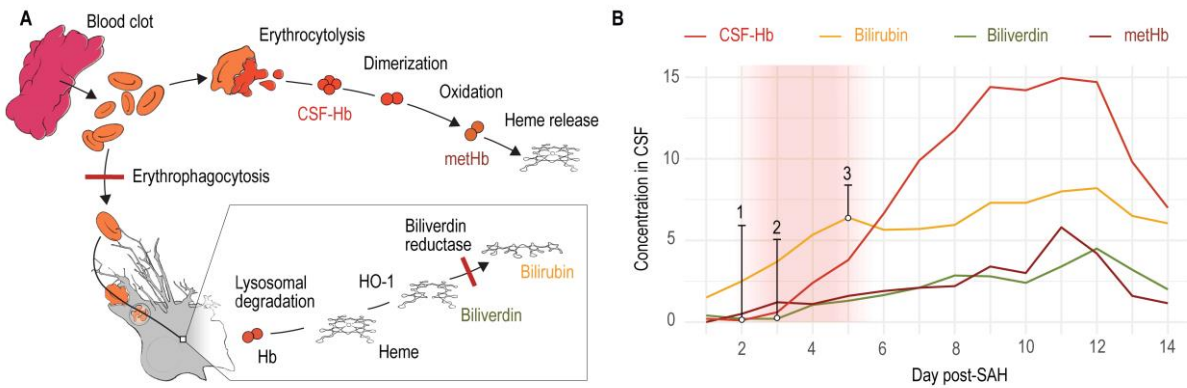 A
Blood clot
Erythrocytolysis
Dimerization
Oxidation
Heme release
CSF-Hb
metHb
Erythrophagocytosis
Lysosomal
degradation
Hb
HO-1
Heme
Biliverdin
reductase
Biliverdin
Bilirubin
B
CSF-Hb Bilirubin Biliverdin metHb
Concentration in CSF
15
10
5
0
1
2
3
2 4 6 8 10 12 14
Day post-SAH